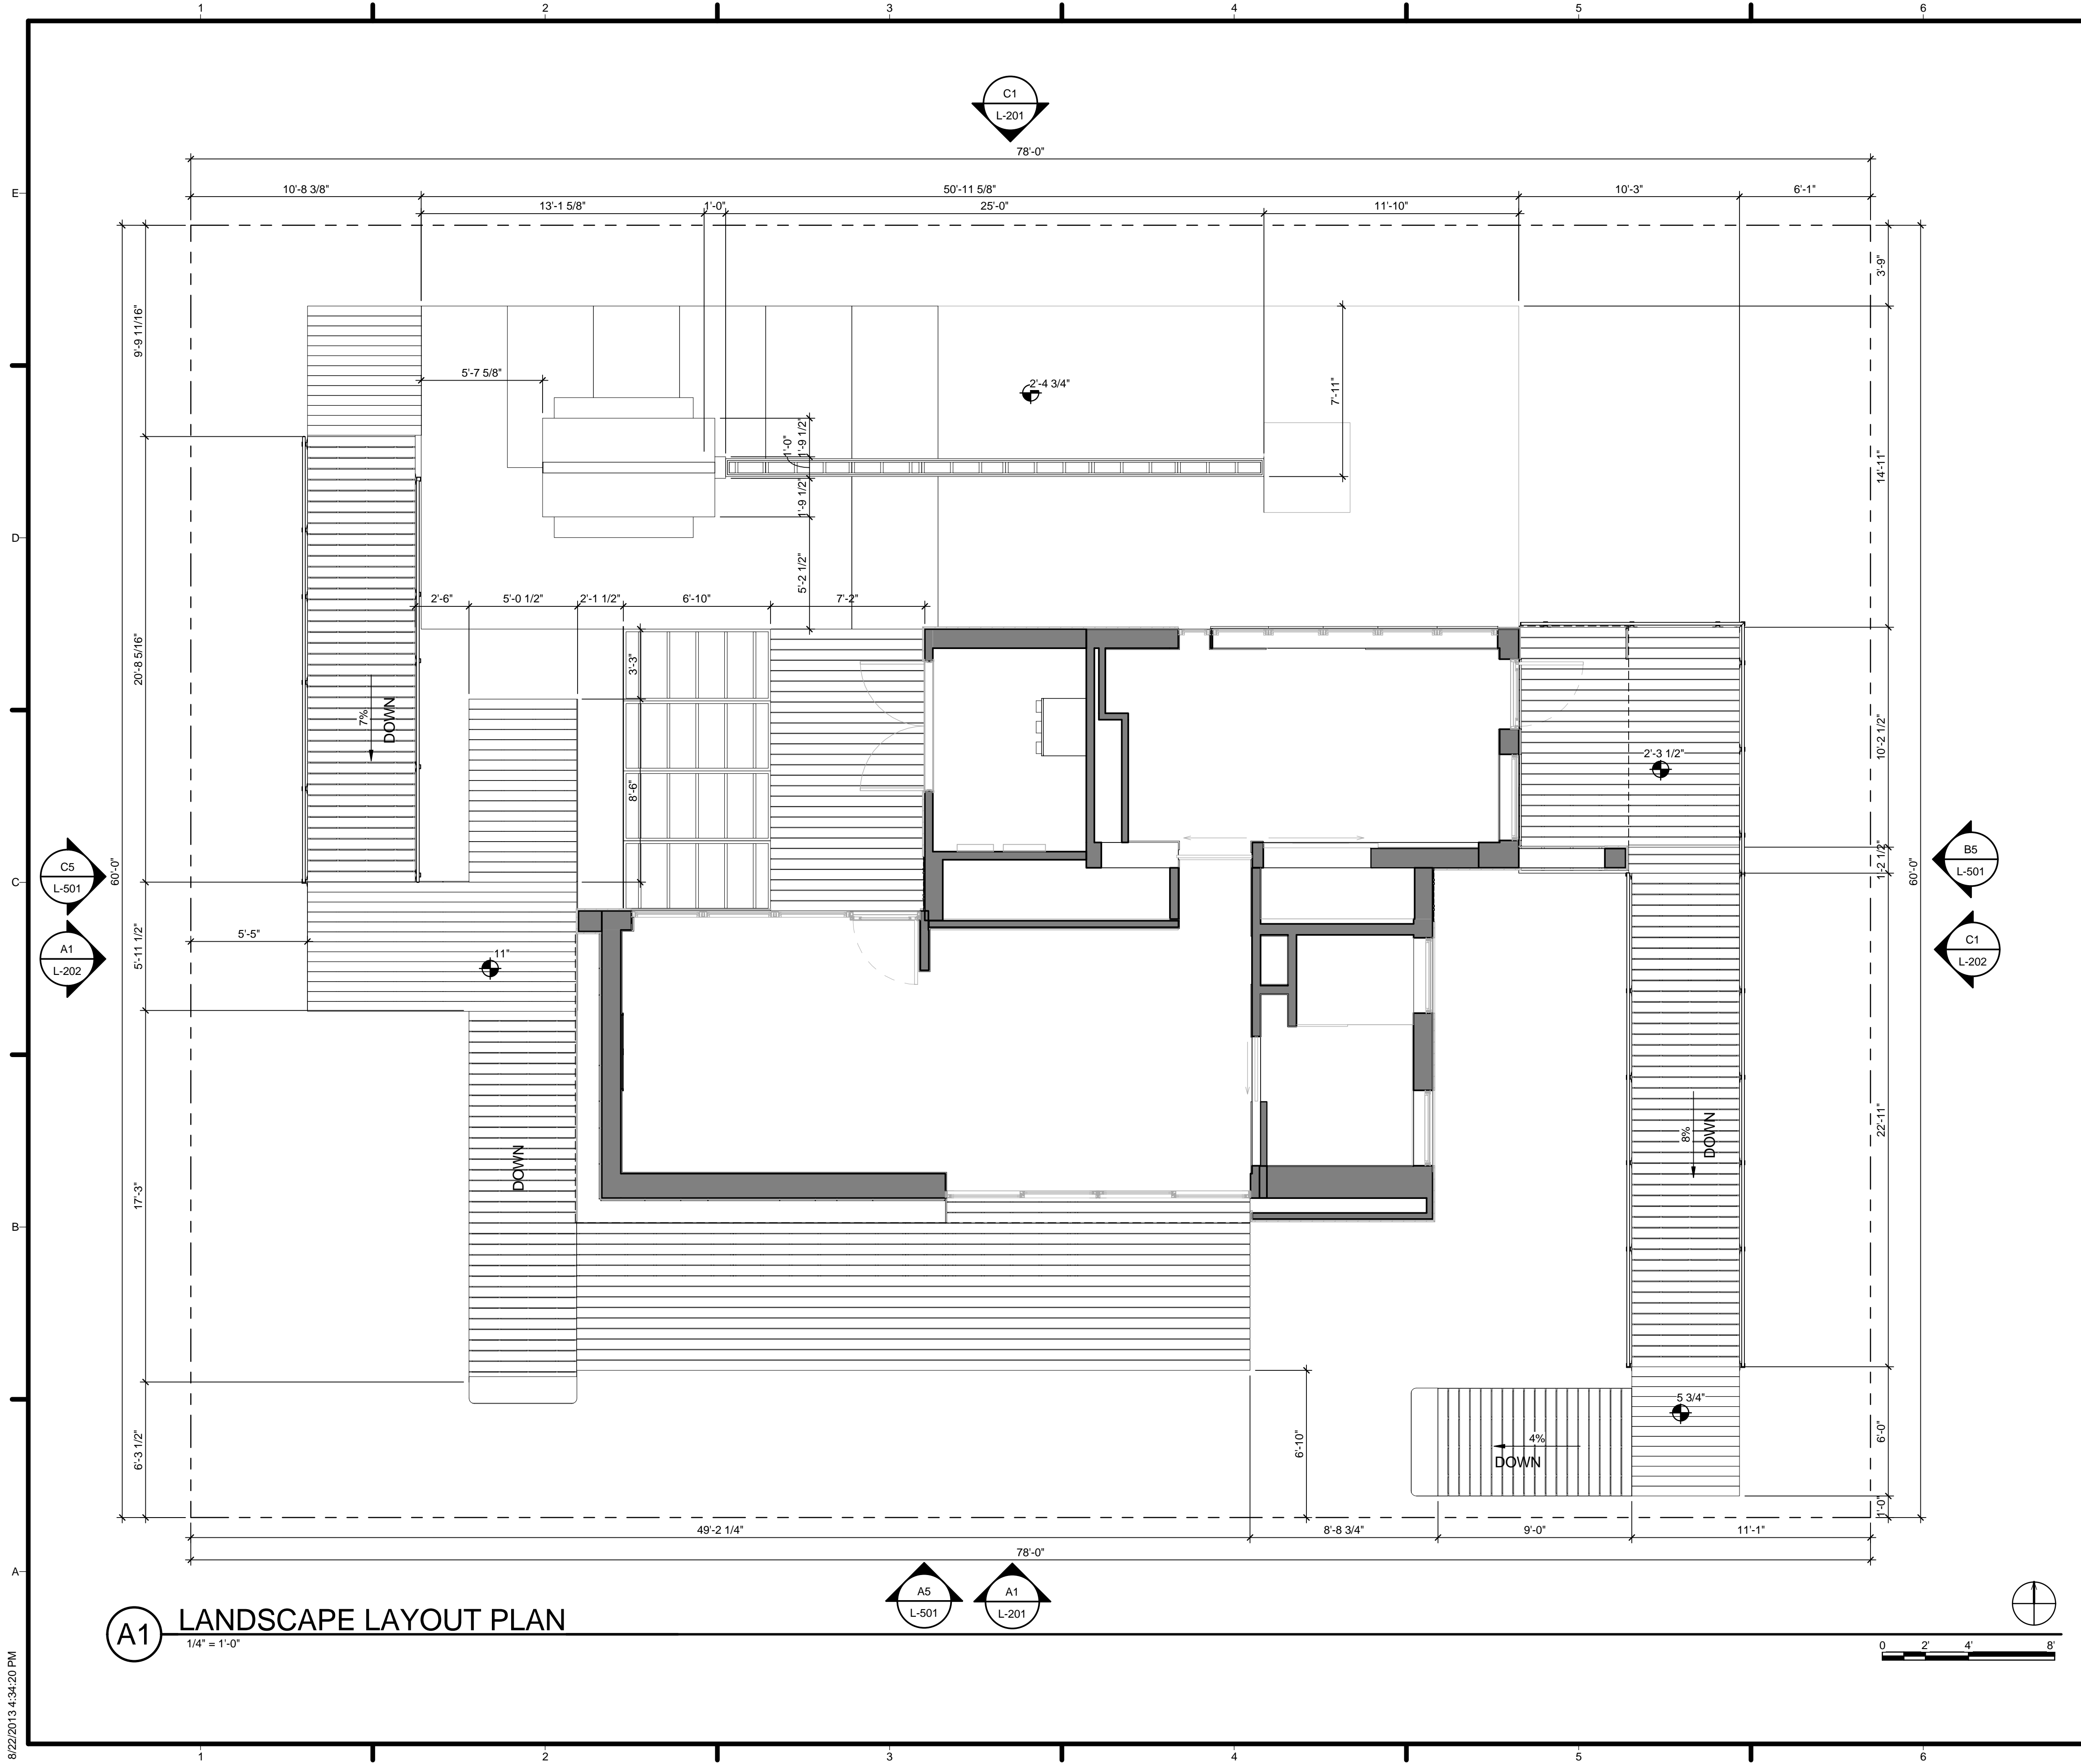 1 2 3 4 5 6
C1
L-201
78'-0"
E
10'-8 3/8" 50'-11 5/8" 10'-3" 6'-1"
13'-1 5/8" 1'-0" 25'-0" 11'-10"
3'-9"
9'-9 11/16"
5'-7 5/8"
2'-4 3/4"
7'-11"
1'-0"
1'-9 1/2"
14'-11"
1'-9 1/2"
D
5'-2 1/2"
2'-6" 5'-0 1/2" 2'-1 1/2" 6'-10" 7'-2"
20'-8 5/16"
3'-3"
7%
DOWN
8'-6"
2'-3 1/2"
10'-2 1/2"
1'-2 1/2"
C
C5
L-501
60'-0"
60'-0"
B5
L-501
5'-5"
5'-11 1/2"
11"
A1
L-202
C1
L-202
22'-11"
8%
DOWN
DOWN
17'-3"
B
5 3/4"
6'-3 1/2"
6'-10"
4%
DOWN
6'-0"
1'-0"
49'-2 1/4" 8'-8 3/4" 9'-0" 11'-1"
78'-0"
A
A5
L-501
A1
L-201
A1
LANDSCAPE LAYOUT PLAN
1/4" = 1'-0"
0 2' 4' 8'
8/22/2013 4:34:20 PM
1 2 3 4 5 6